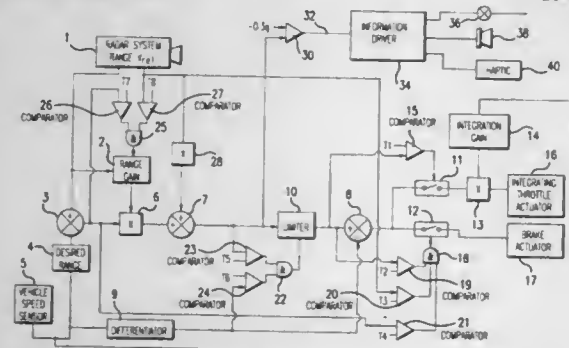 1
RADAR SYSTEM
RANGE
-0.5g
30
32
INFORMATION
DRIVER
34
36
38
HAPTIC
40
26
COMPARATOR
T7
T8
27
COMPARATOR
&
25
2
RANGE
GAIN
X
28
15
COMPARATOR
T1
INTEGRATION
GAIN
14
16
INTEGRATING
THROTTLE
ACTUATOR
11
X
13
3
X
6
7
10
LIMITER
8
12
BRAKE
ACTUATOR
17
4
DESIRED
RANGE
5
VEHICLE
SPEED
SENSOR
23
COMPARATOR
T5
T6
24
COMPARATOR
&
22
&
18
T2
19
COMPARATOR
20
COMPARATOR
T3
21
COMPARATOR
T4
9
DIFFERENTIATOR